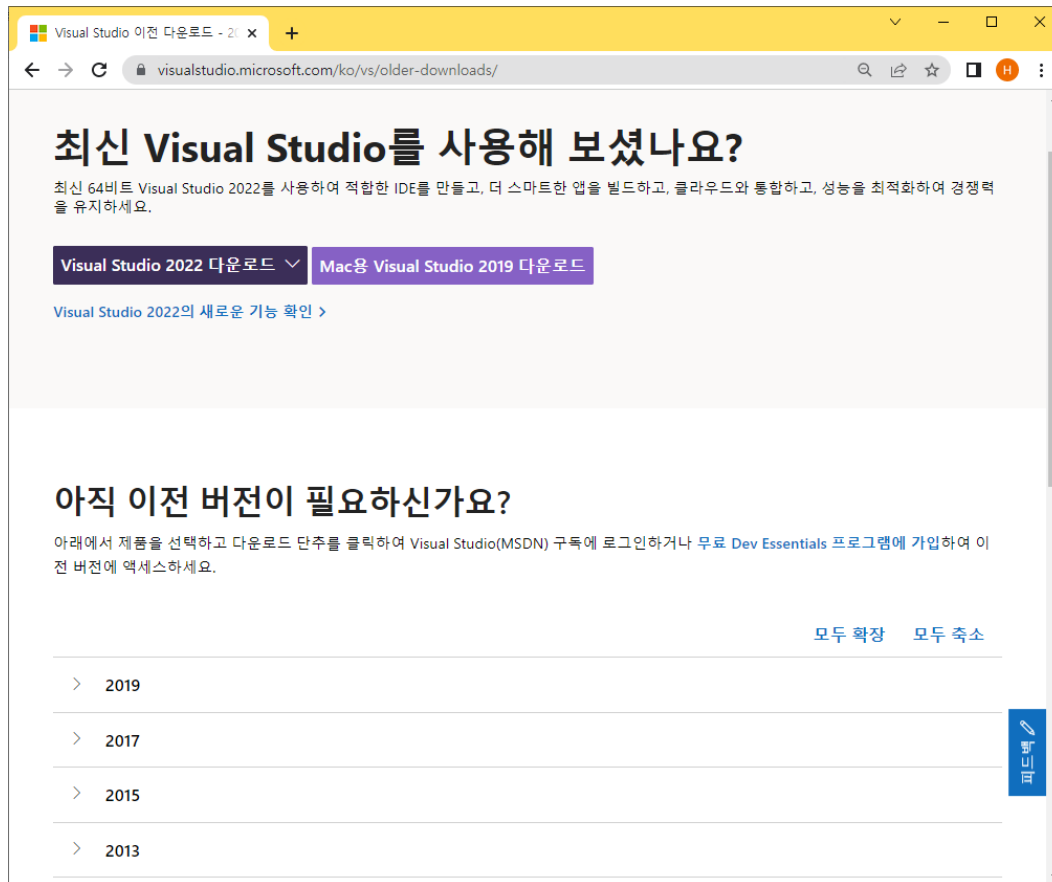 Visual Studio 이전 다운로드 - 20
visualstudio.microsoft.com/ko/vs/older-downloads/
H
최신 Visual Studio를 사용해 보셨나요?
최신 64비트 Visual Studio 2022를 사용하여 적합한 IDE를 만들고, 더 스마트한 앱을 빌드하고, 클라우드와 통합하고, 성능을 최적화하여 경쟁력
을 유지하세요.
Visual Studio 2022 다운로드
Mac용 Visual Studio 2019 다운로드
Visual Studio 2022의 새로운 기능 확인
아직 이전 버전이 필요하신가요?
아래에서 제품을 선택하고 다운로드 단추를 클릭하여 Visual Studio(MSDN) 구독에 로그인하거나 무료 Dev Essentials 프로그램에 가입하여 이
전 버전에 액세스하세요.
모두 확장 모두 축소
2019
2017
피드백
2015
2013